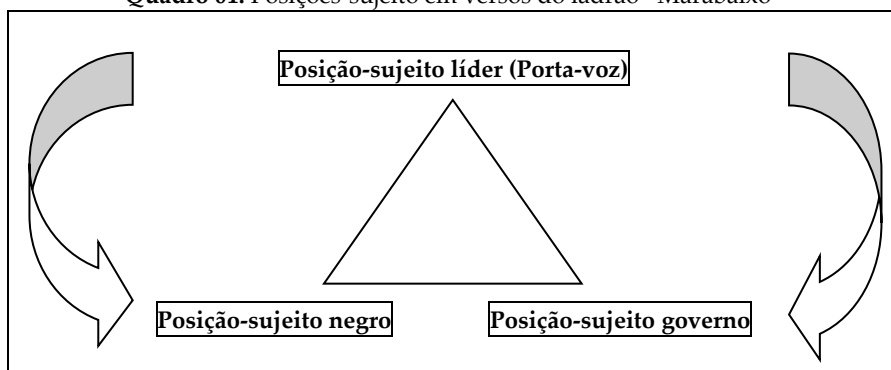 Quadro 01: Posições-sujeito em versos do ladrão "Marabaixo"
Posição-sujeito líder (Porta-voz)
Posição-sujeito negro Posição-sujeito governo